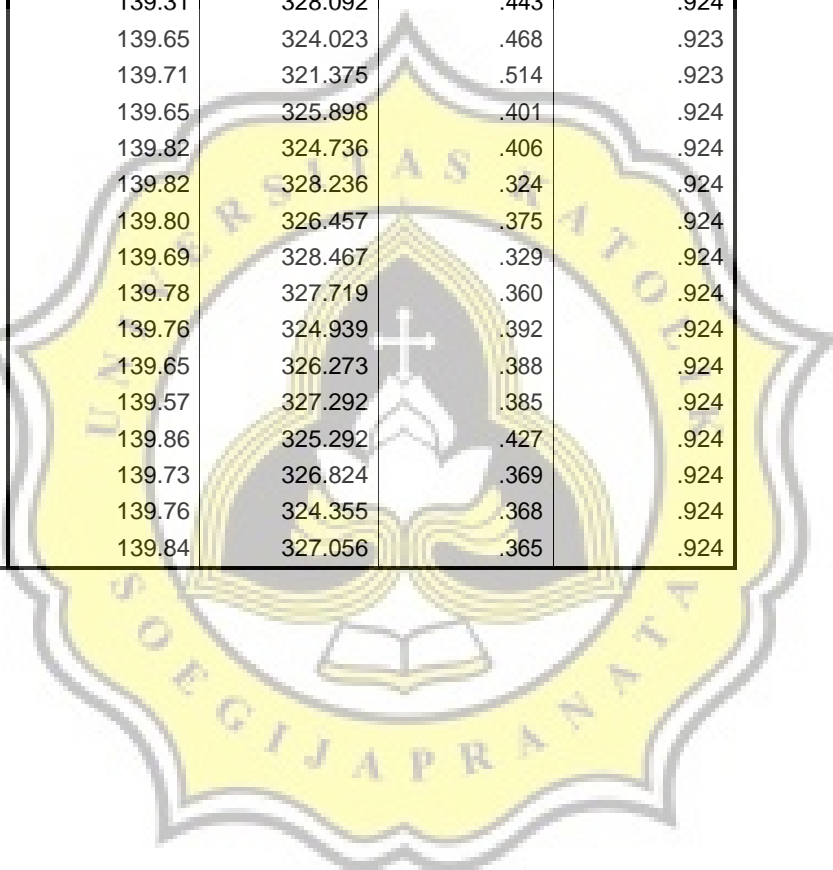 139.31 328.092 .443 .924
139.65 324.023 .468 .923
139.71 321.375 .514 .923
139.65 325.898 .401 .924
139.82 324.736 .406 .924
139.82 328.236 .324 .924
139.80 326.457 .375 .924
139.69 328.467 .329 .924
139.78 327.719 .360 .924
139.76 324.939 .392 .924
139.65 326.273 .388 .924
139.57 327.292 .385 .924
139.86 325.292 .427 .924
139.73 326.824 .369 .924
139.76 324.355 .368 .924
139.84 327.056 .365 .924
UNIVERSITAS KATOLIK
SOEGIJAPRANATA